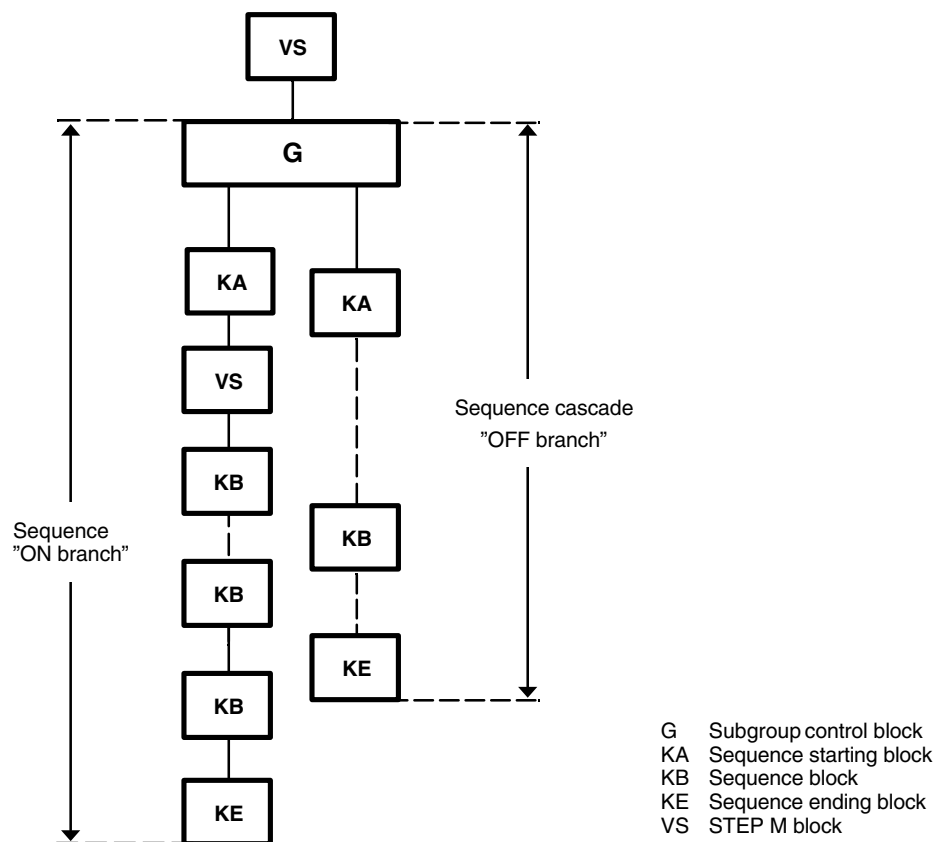 VS
G
KA
KA
VS
Sequence cascade
”OFF branch”
KB
Sequence
”ON branch”
KB
KB
KE
KB
KE
G Subgroup control block
KA Sequence starting block
KB Sequence block
KE Sequence ending block
VS STEP M block